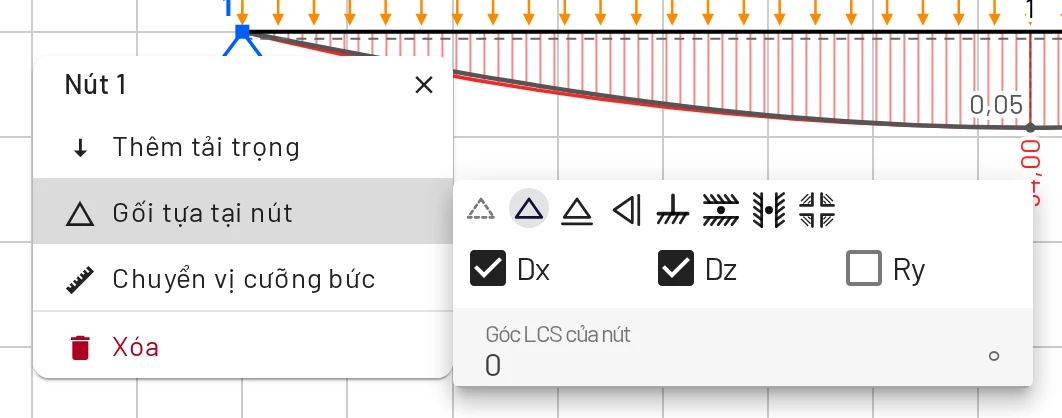 1
1
Nút 1
0,05
Thêm tải trọng
Gối tựa tại nút
Dx
Dz
Ry
Chuyển vị cưỡng bức
Góc LCS của nút
0
°
Xóa